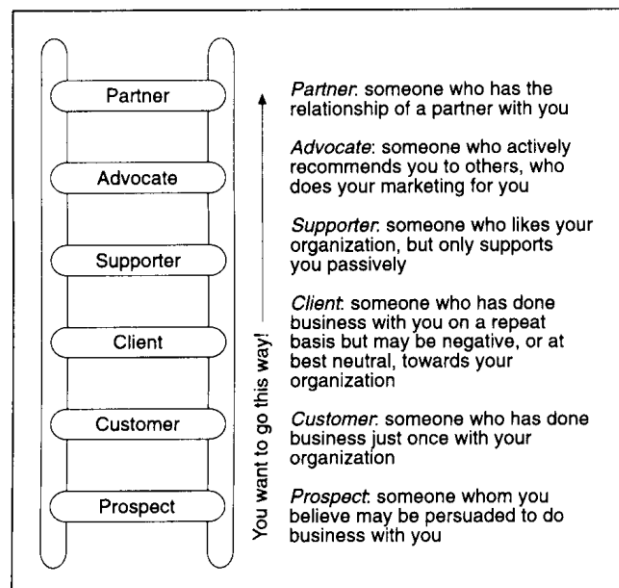 Partner
Advocate
Supporter
Client
Customer
Prospect
You want to go this way!
Partner: someone who has the
relationship of a partner with you
Advocate: someone who actively
recommends you to others, who
does your marketing for you
Supporter: someone who likes your
organization, but only supports
you passively
Client: someone who has done
business with you on a repeat
basis but may be negative, or at
best neutral, towards your
organization
Customer: someone who has done
business just once with your
organization
Prospect: someone whom you
believe may be persuaded to do
business with you